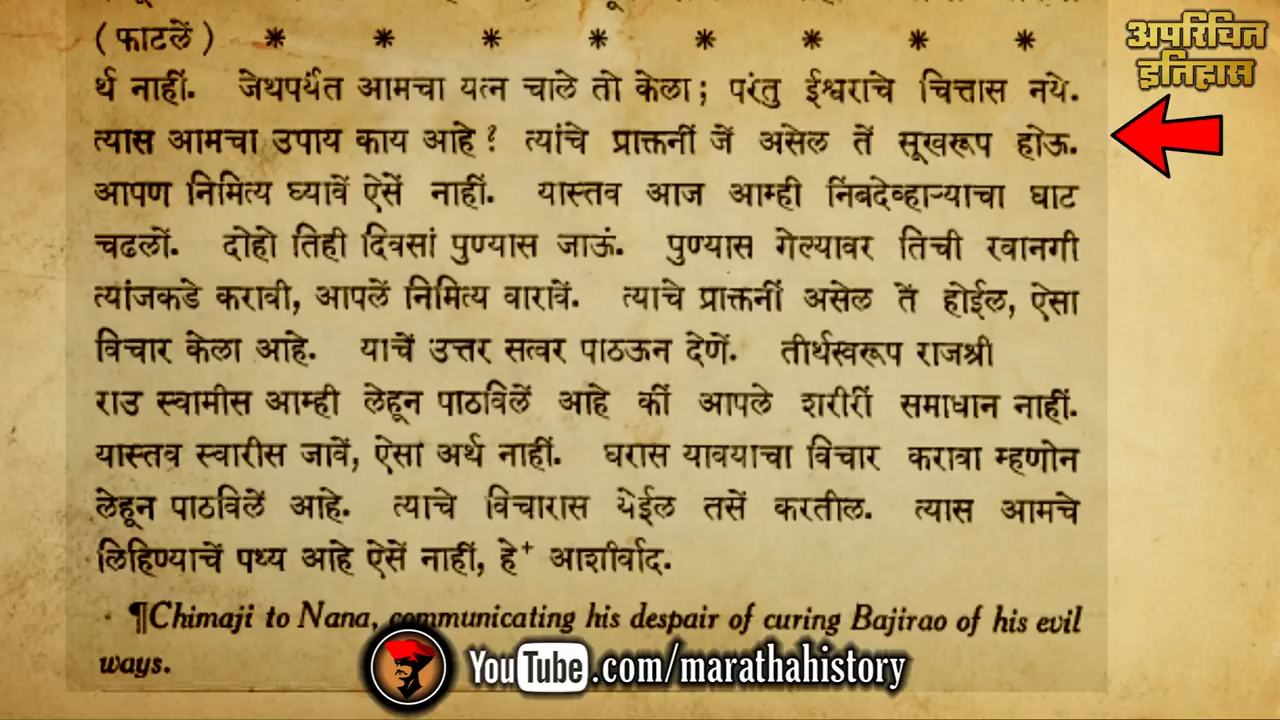 (फाटलें) * * * * * * * *
र्थ नाहीं. जेथपर्यंत आमचा यत्न चाले तो केला; परंतु ईश्वराचे चित्तास नये.
त्यास आमचा उपाय काय आहे? त्यांचे प्राक्तनीं जें असेल तें सूखरूप होऊ.
आपण निमित्य घ्यावें ऐसें नाहीं. यास्तव आज आम्ही निंबदेव्हाऱ्याचा घाट
चढलों. दोहो तिही दिवसां पुण्यास जाऊं. पुण्यास गेल्यावर तिची रवानगी
त्यांजकडे करावी, आपलें निमित्य वारावें. त्याचे प्राक्तनीं असेल तें होईल, ऐसा
विचार केला आहे. याचें उत्तर सत्वर पाठऊन देणें. तीर्थस्वरूप राजश्री
राउ स्वामीस आम्ही लेहून पाठविलें आहे कीं आपले शरीरीं समाधान नाहीं.
यास्तव स्वारीस जावें, ऐसा अर्थ नाहीं. घरास यावयाचा विचार करावा म्हणोन
लेहून पाठविलें आहे. त्याचे विचारास येईल तसें करतील. त्यास आमचे
लिहिण्याचें पथ्य आहे ऐसें नाहीं, हे+ आशीर्वाद.
¶Chimaji to Nana, communicating his despair of curing Bajirao of his evil
ways.
अपरिचित
इतिहास
YouTube.com/marathahistory